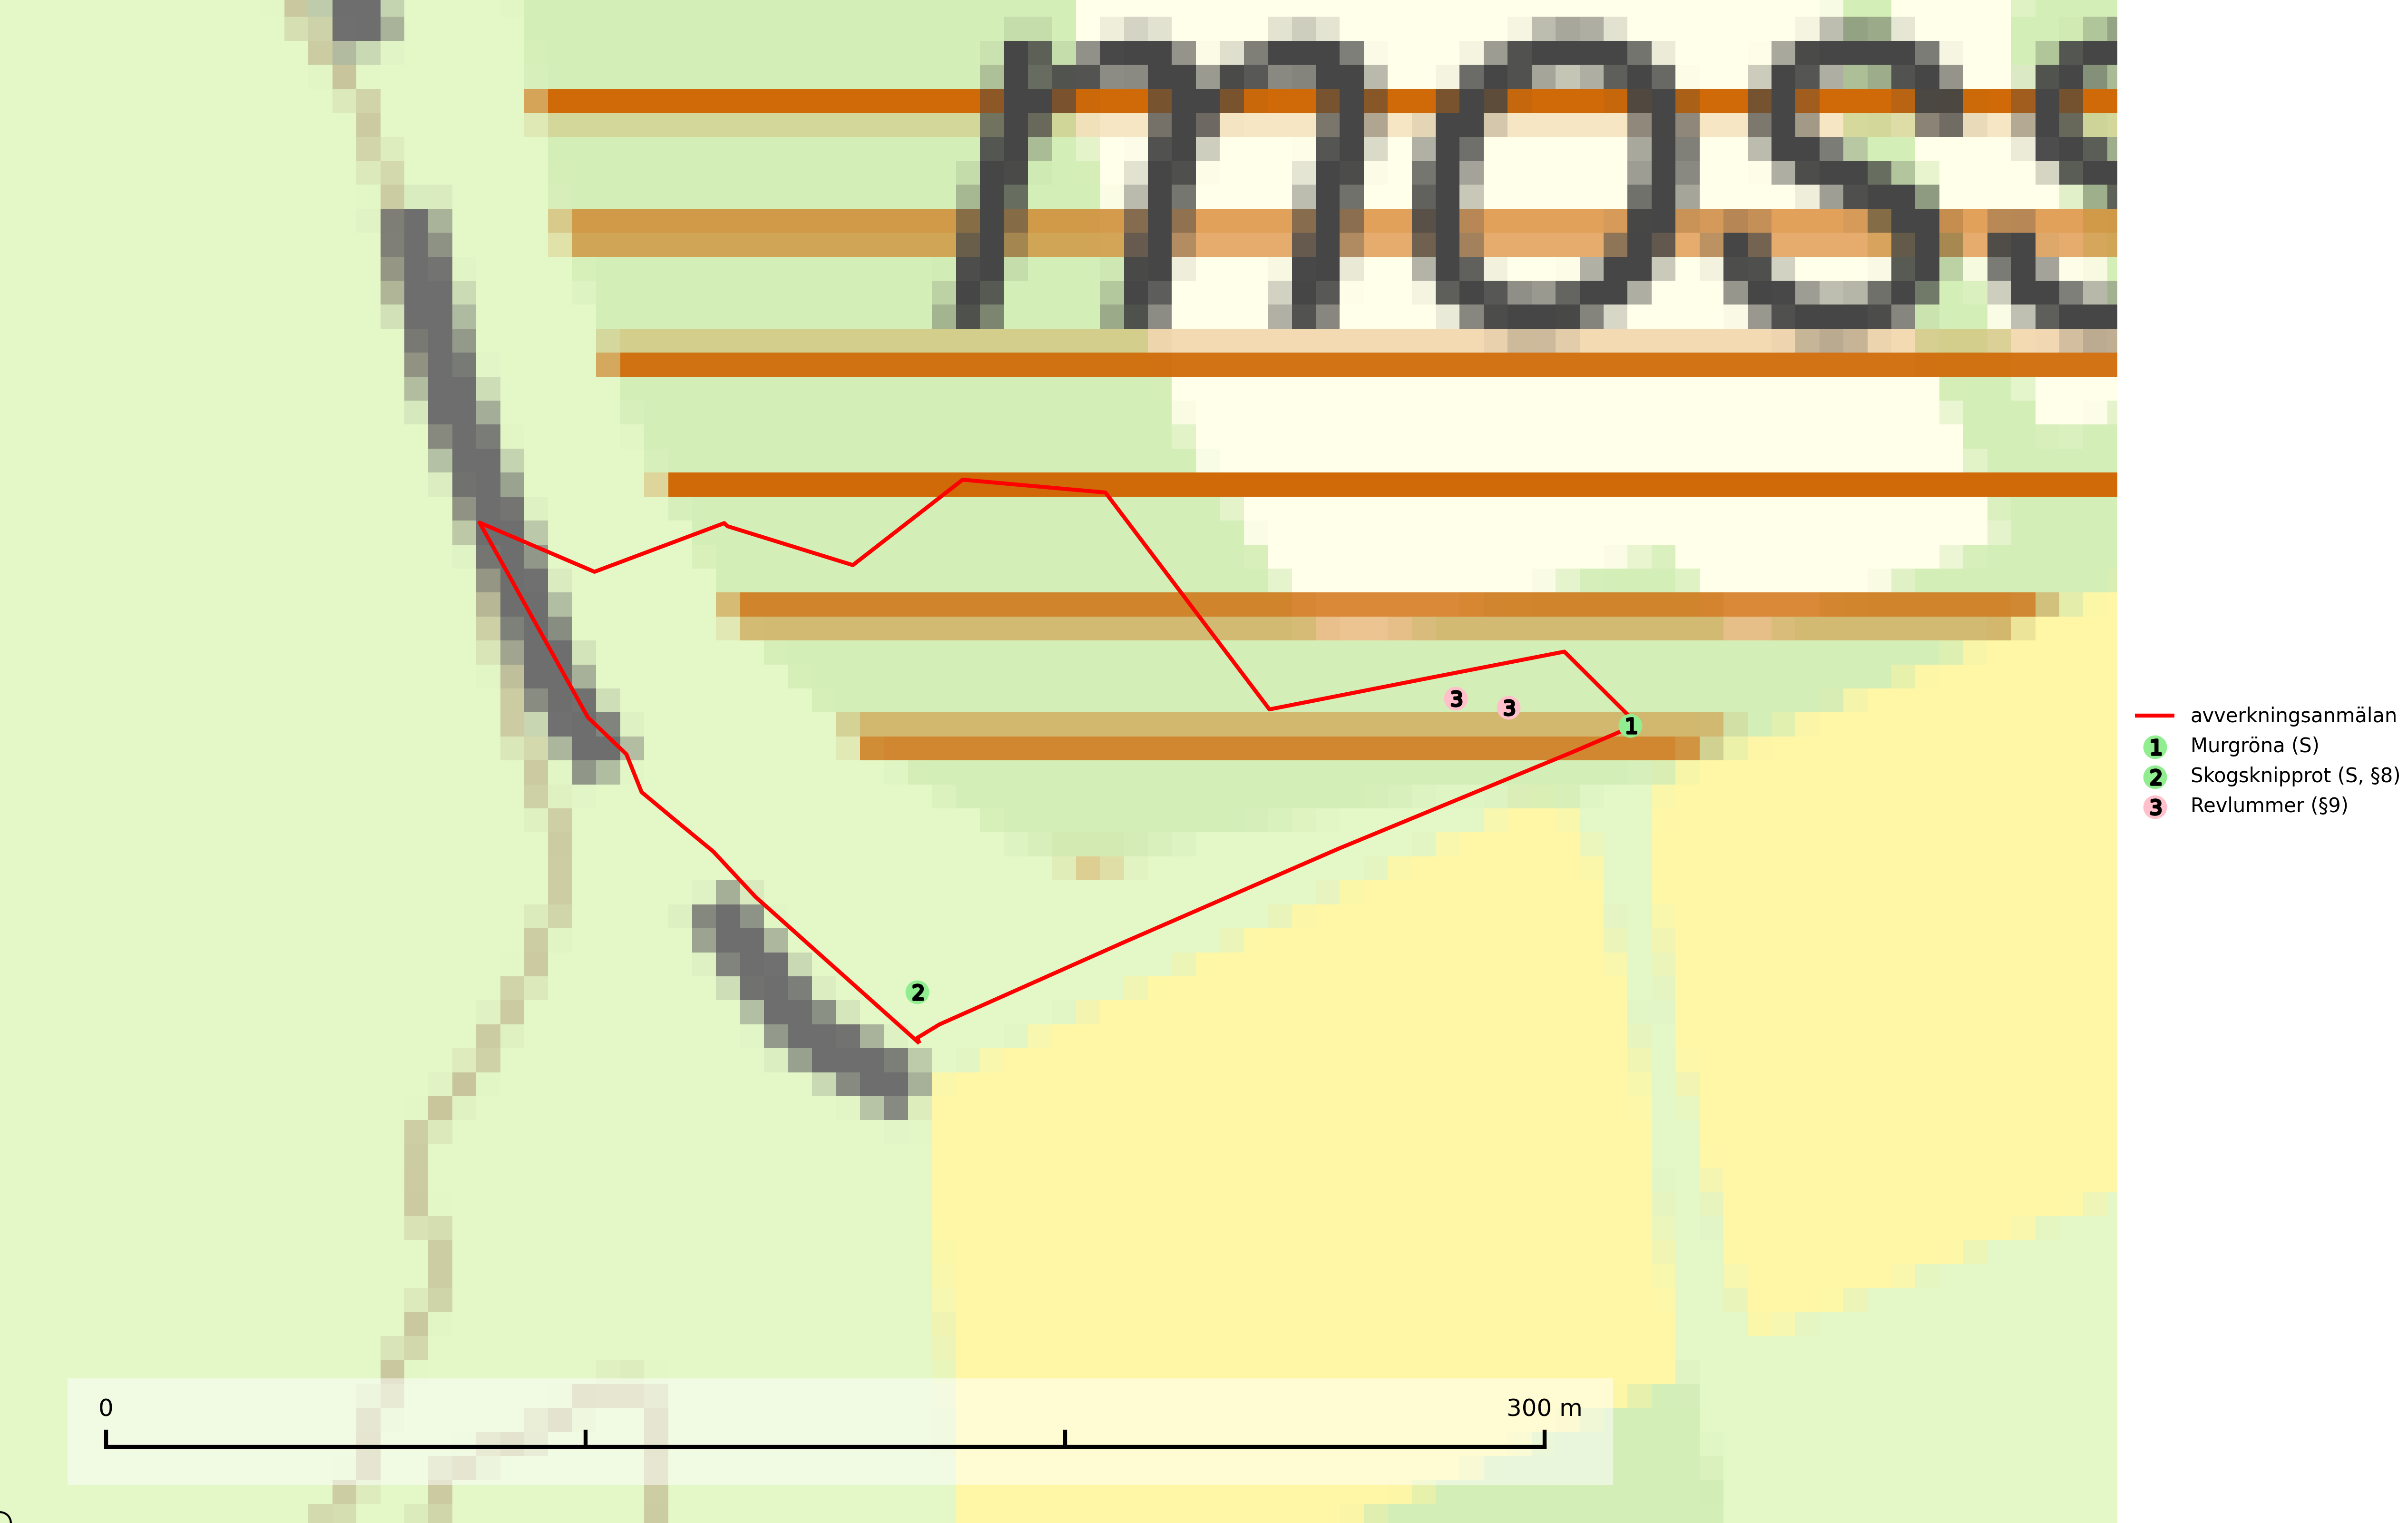 moss
3
3
1
2
avverkningsanmälan
1 Murgröna (S)
2 Skogsknipprot (S, §8)
3 Revlummer (§9)
0 300 m